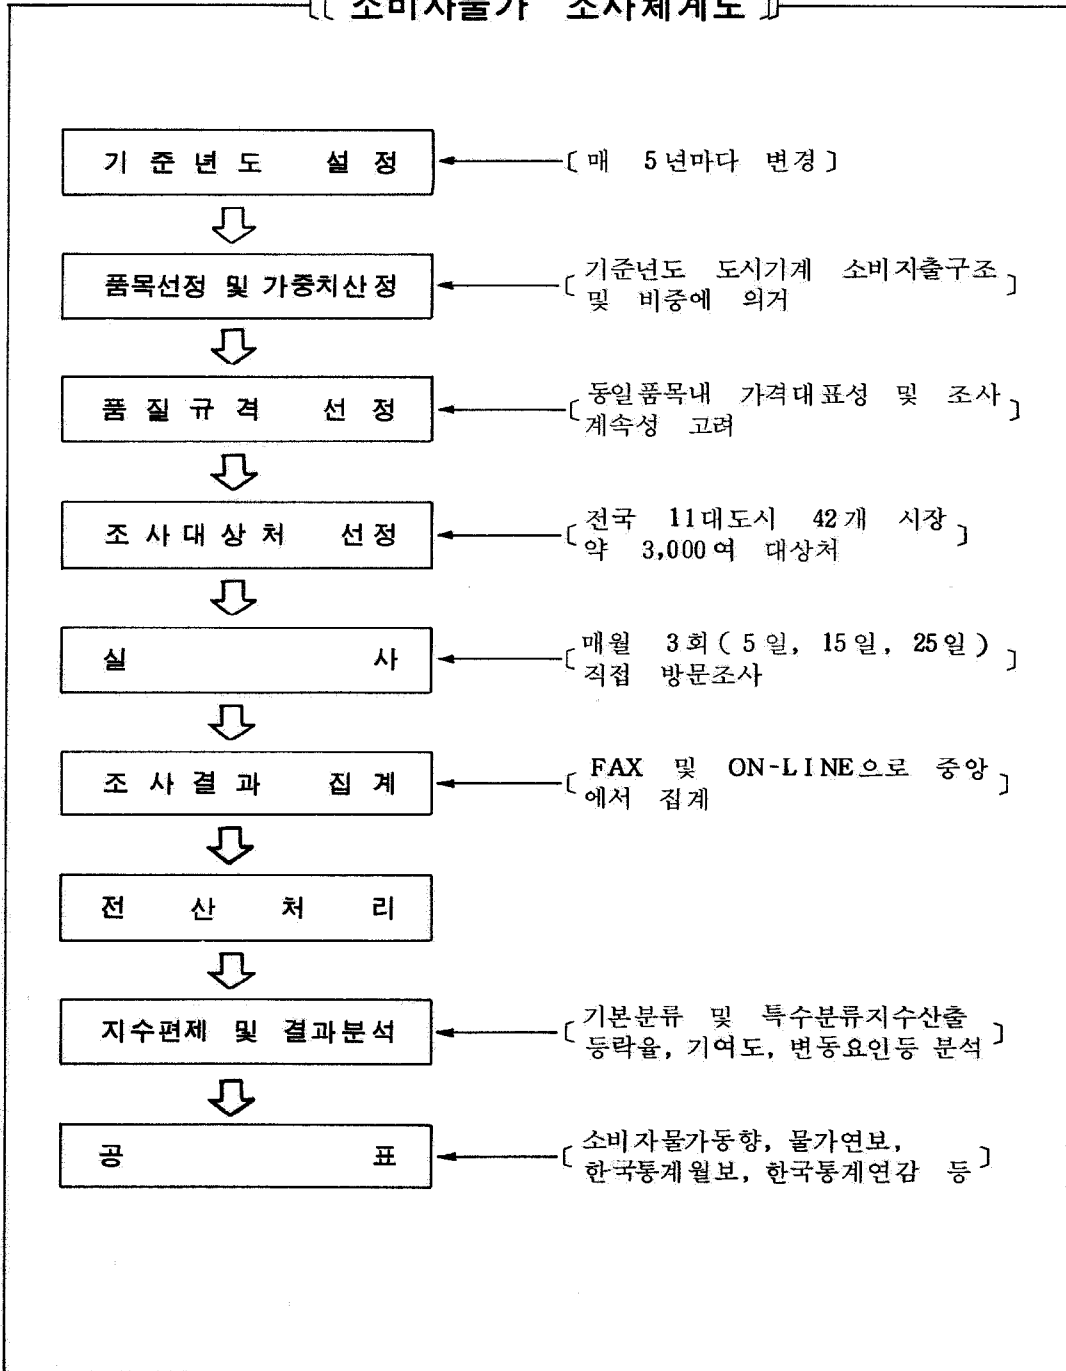 소비자물가 조사체계도
기준년도 설정
〔매 5년마다 변경〕
품목선정 및 가중치산정
기준년도 도시가계 소비지출구조
및 비중에 의거
품질규격 선정
동일품목내 가격대표성 및 조사
계속성 고려
조사대상처 선정
전국 11대도시 42개 시장
약 3,000여 대상처
실사
매월 3회(5일, 15일, 25일)
직접 방문조사
조사결과 집계
FAX 및 ON-LINE으로 중앙
에서 집계
전산처리
지수편제 및 결과분석
기본분류 및 특수분류지수산출
등락율, 기여도, 변동요인등 분석
공표
소비자물가동향, 물가연보,
한국통계월보, 한국통계연감 등